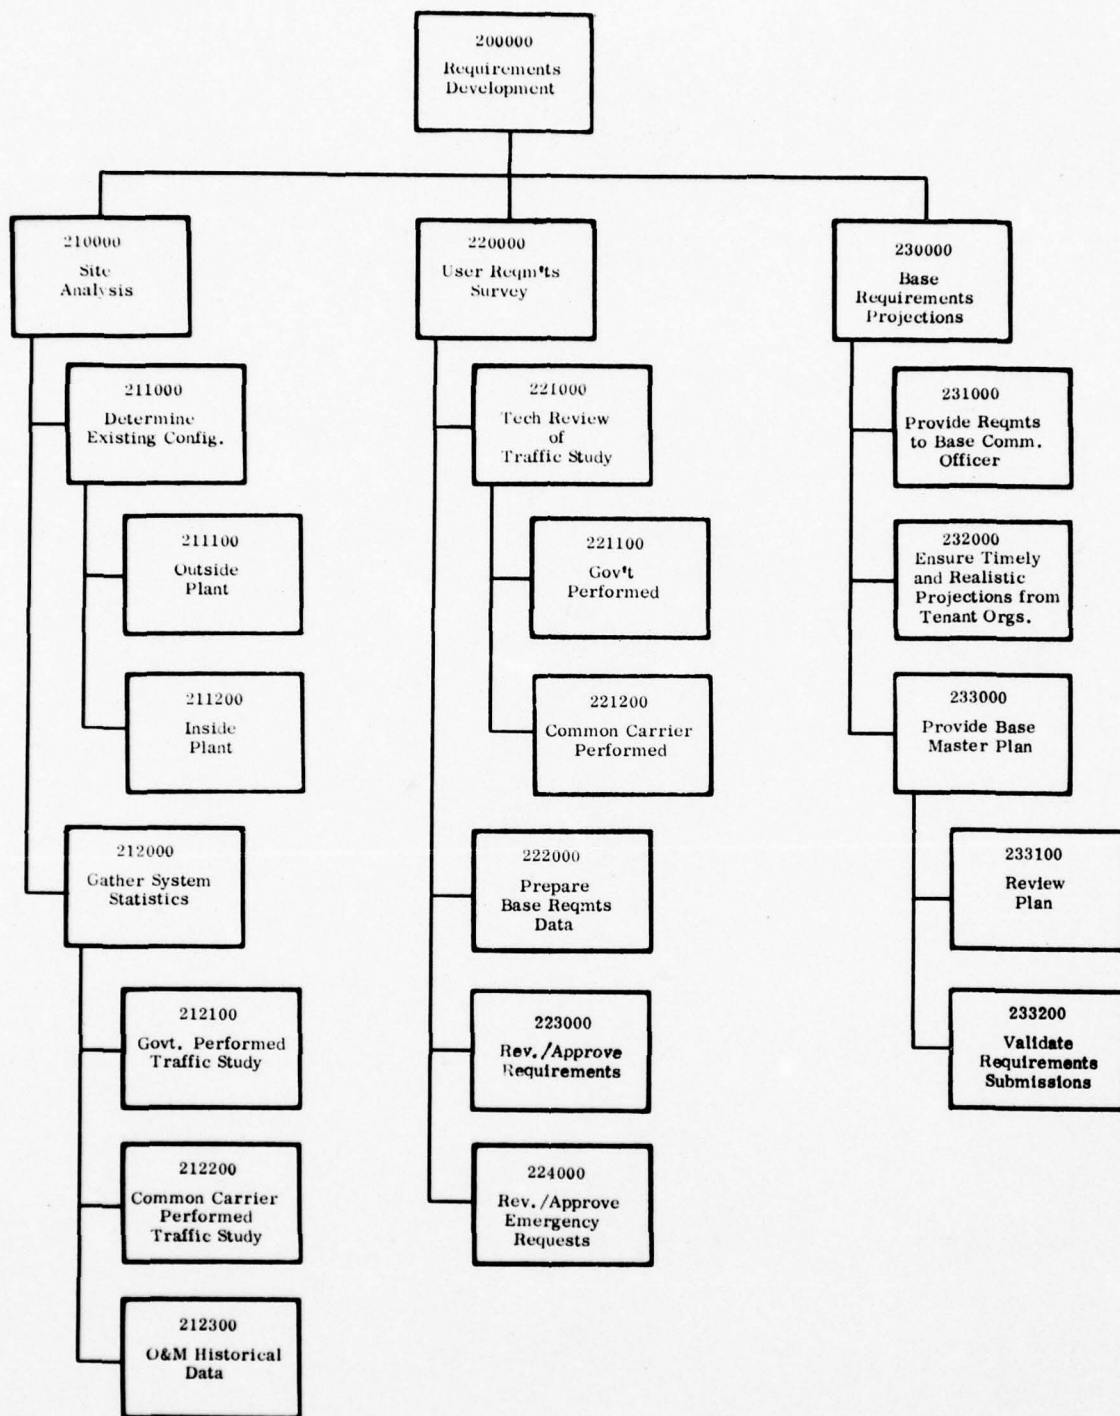 200000
Requirements
Development
210000
Site
Analysis
220000
User Reqm'ts
Survey
230000
Base
Requirements
Projections
211000
Determine
Existing Config.
211100
Outside
Plant
211200
Inside
Plant
212000
Gather System
Statistics
212100
Govt. Performed
Traffic Study
212200
Common Carrier
Performed
Traffic Study
212300
O&M Historical
Data
221000
Tech Review
of
Traffic Study
221100
Gov't
Performed
221200
Common Carrier
Performed
222000
Prepare
Base Reqmts
Data
223000
Rev./Approve
Requirements
224000
Rev./Approve
Emergency
Requests
231000
Provide Reqmts
to Base Comm.
Officer
232000
Ensure Timely
and Realistic
Projections from
Tenant Orgs.
233000
Provide Base
Master Plan
233100
Review
Plan
233200
Validate
Requirements
Submissions